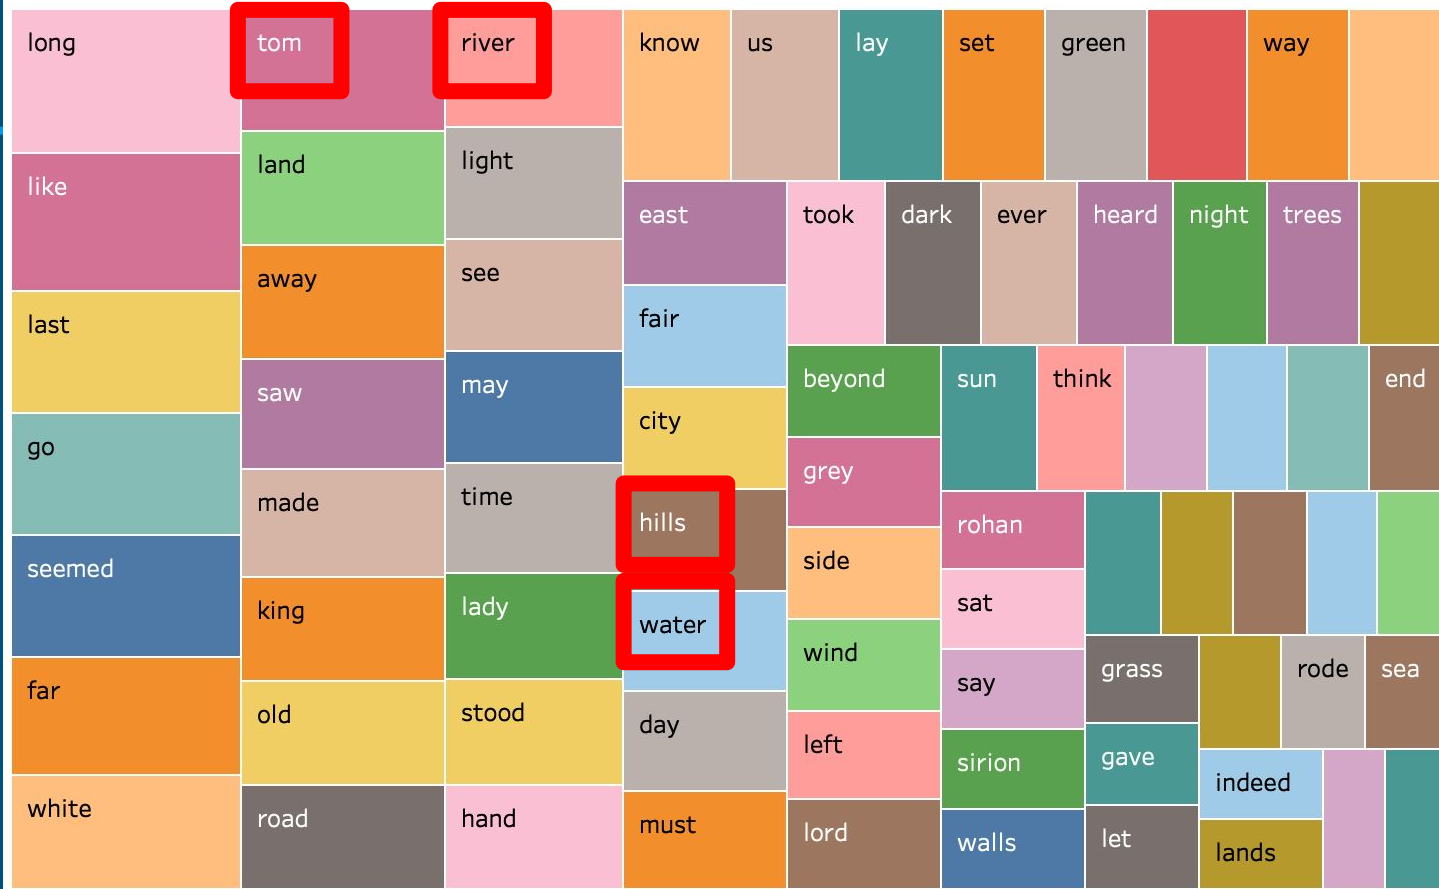 long
like
last
go
seemed
far
white
tom
land
away
saw
made
king
old
road
river
light
see
may
time
lady
stood
hand
know
us
lay
set
green
way
east
fair
city
hills
water
day
must
took
dark
ever
heard
night
trees
beyond
grey
side
wind
left
lord
sun
think
end
rohan
sat
say
sirion
walls
grass
gave
let
rode
sea
indeed
lands